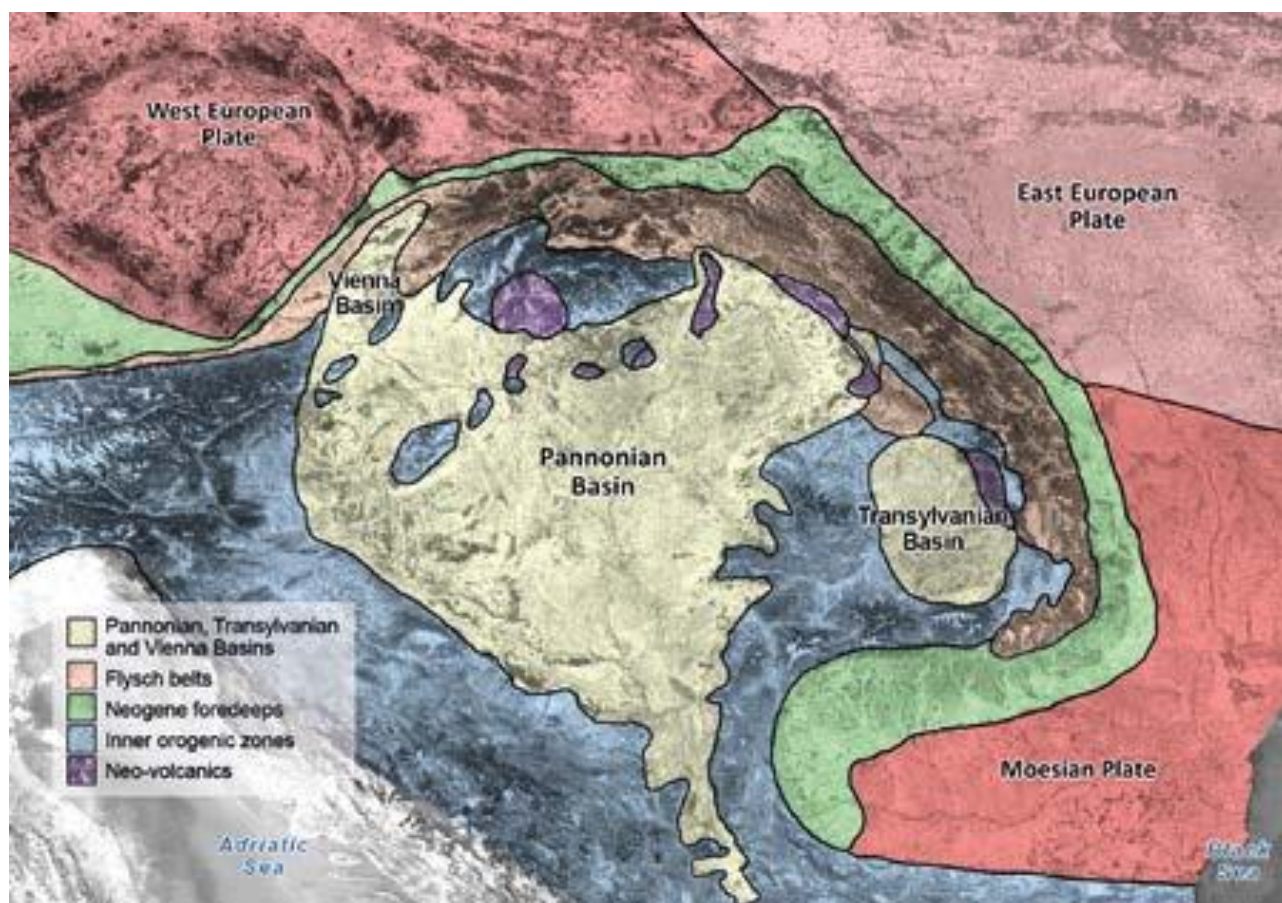 West European
Plate
East European
Plate
Vienna
Basin
Pannonian
Basin
Transylvanian
Basin
Pannonian, Transylvanian
and Vienna Basins
Flysch belts
Neogene foredeeps
Inner orogenic zones
Neo-volcanics
Moesian Plate
Adriatic
Sea
Black
Sea